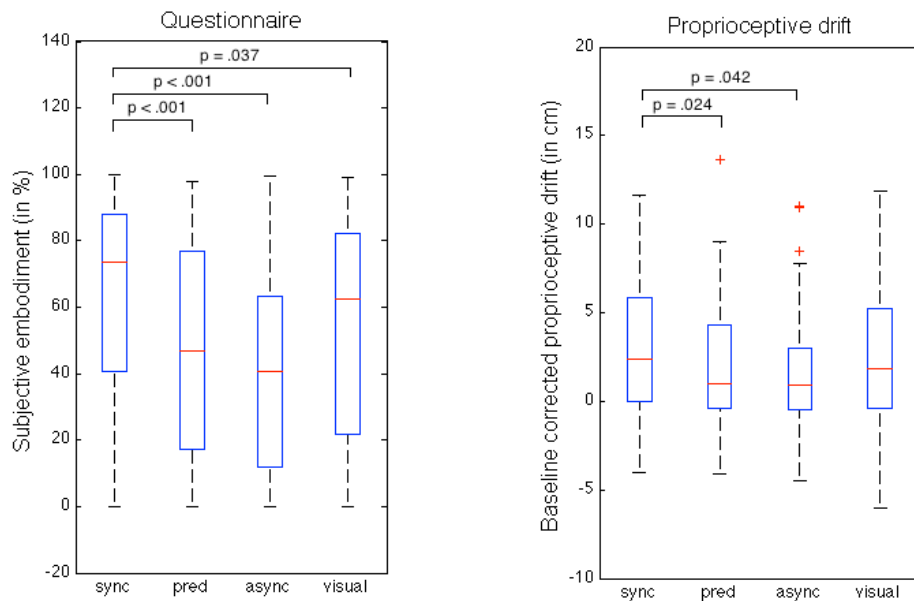 Questionnaire
140
120
100
80
60
40
20
0
-20
Subjective embodiment (in %)
p = .037
p < .001
p < .001
sync pred async visual
Proprioceptive drift
20
15
10
5
0
-5
-10
Baseline corrected proprioceptive drift (in cm)
p = .042
p = .024
sync pred async visual